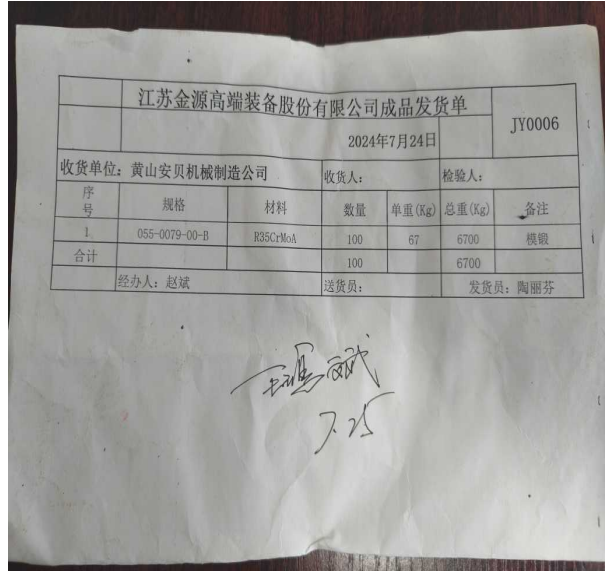 江苏金源高端装备股份有限公司成品发货单
2024年7月24日 JY0006
收货单位：黄山安贝机械制造公司 收货人： 检验人：
序号 规格 材料 数量 单重(Kg) 总重(Kg) 备注
1 055-0079-00-B R35CrMoA 100 67 6700 模锻
合计 100 6700
经办人：赵斌 送货员： 发货员：陶丽芬
7.25